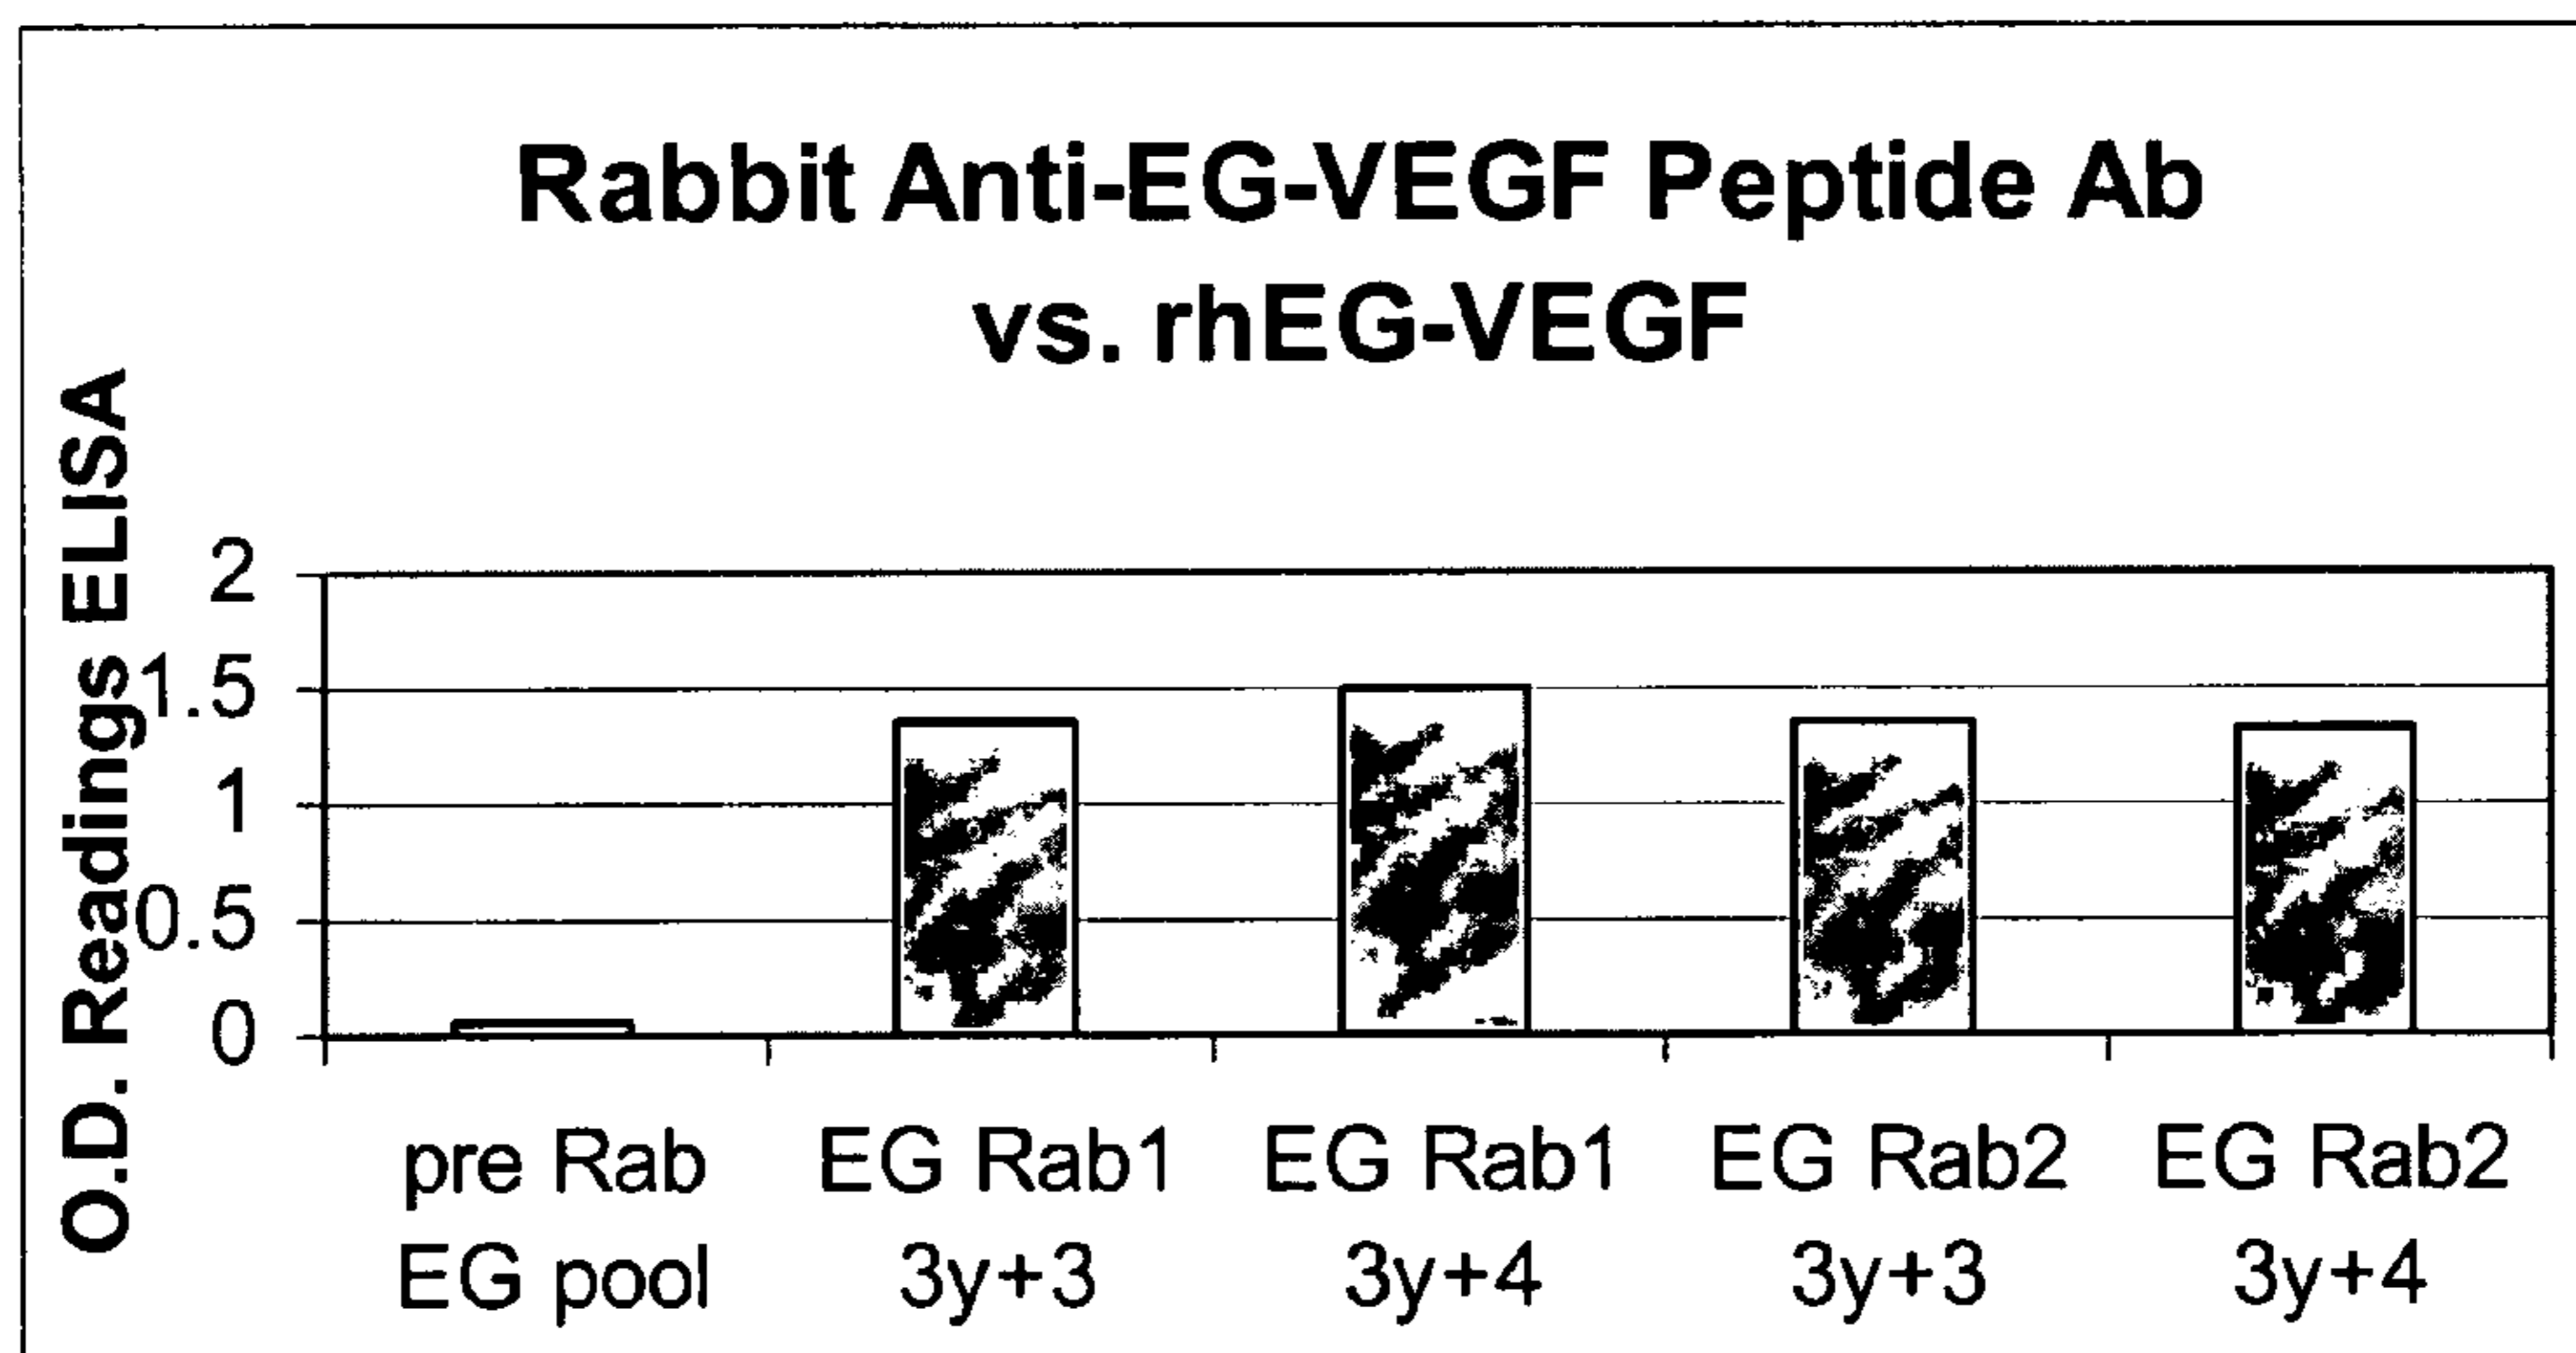 Rabbit Anti-EG-VEGF Peptide Ab
vs. rhEG-VEGF
O.D. Readings ELISA
2
1.5
1
0.5
0
pre Rab
EG pool
EG Rab1
3y+3
EG Rab1
3y+4
EG Rab2
3y+3
EG Rab2
3y+4